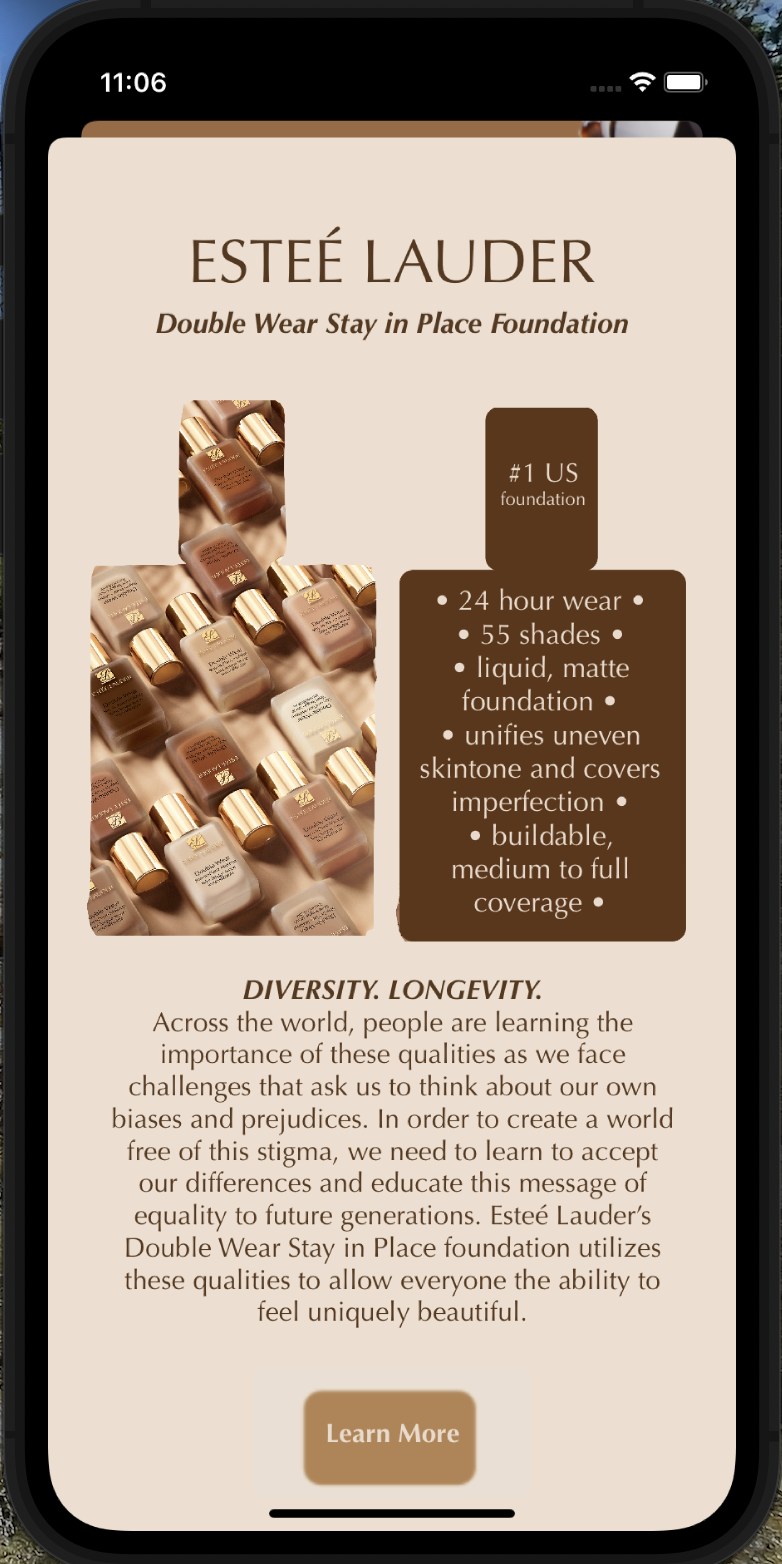 11:06
ESTEÉ LAUDER
Double Wear Stay in Place Foundation
#1 US
foundation
• 24 hour wear •
• 55 shades •
• liquid, matte
foundation •
• unifies uneven
skintone and covers
imperfection •
• buildable,
medium to full
coverage •
DIVERSITY. LONGEVITY.
Across the world, people are learning the
importance of these qualities as we face
challenges that ask us to think about our own
biases and prejudices. In order to create a world
free of this stigma, we need to learn to accept
our differences and educate this message of
equality to future generations. Esteé Lauder’s
Double Wear Stay in Place foundation utilizes
these qualities to allow everyone the ability to
feel uniquely beautiful.
Learn More